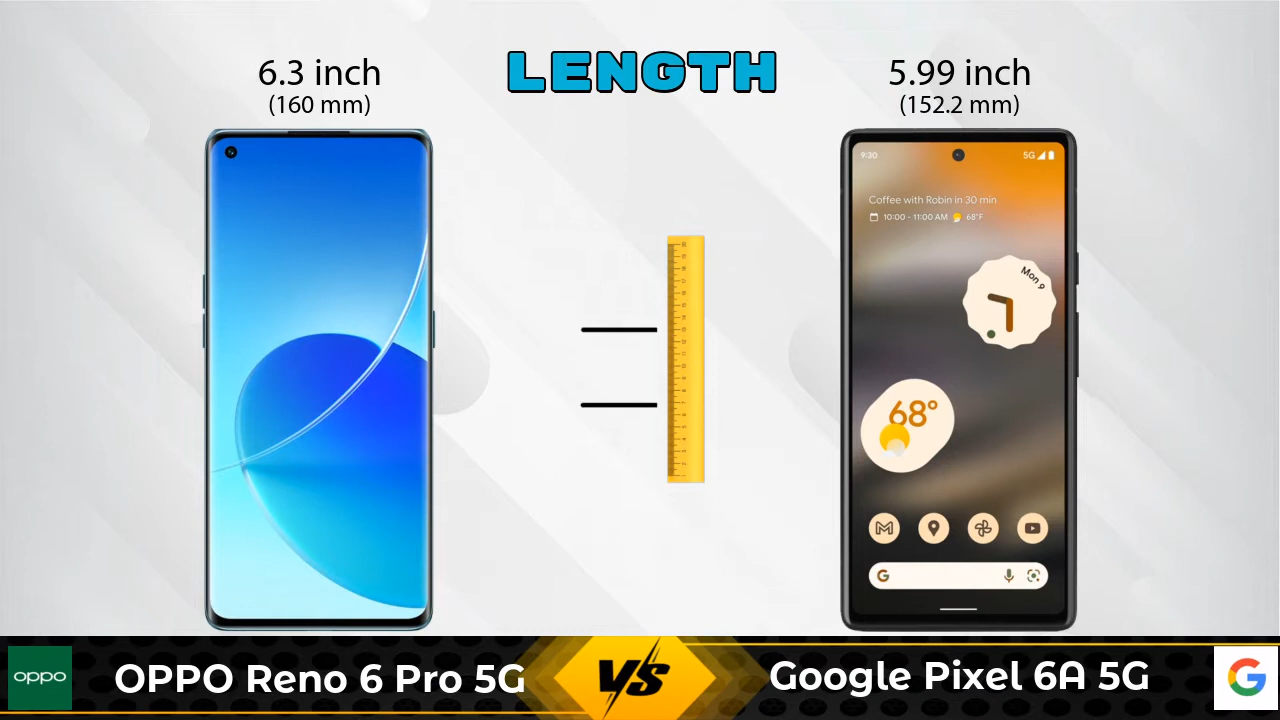 LENGTH
6.3 inch
(160 mm)
5.99 inch
(152.2 mm)
9:30
5G
Coffee with Robin in 30 min
10:00 - 11:00 AM 68°F
Mon 9
68°
G
oppo
OPPO Reno 6 Pro 5G
VS
Google Pixel 6A 5G
G